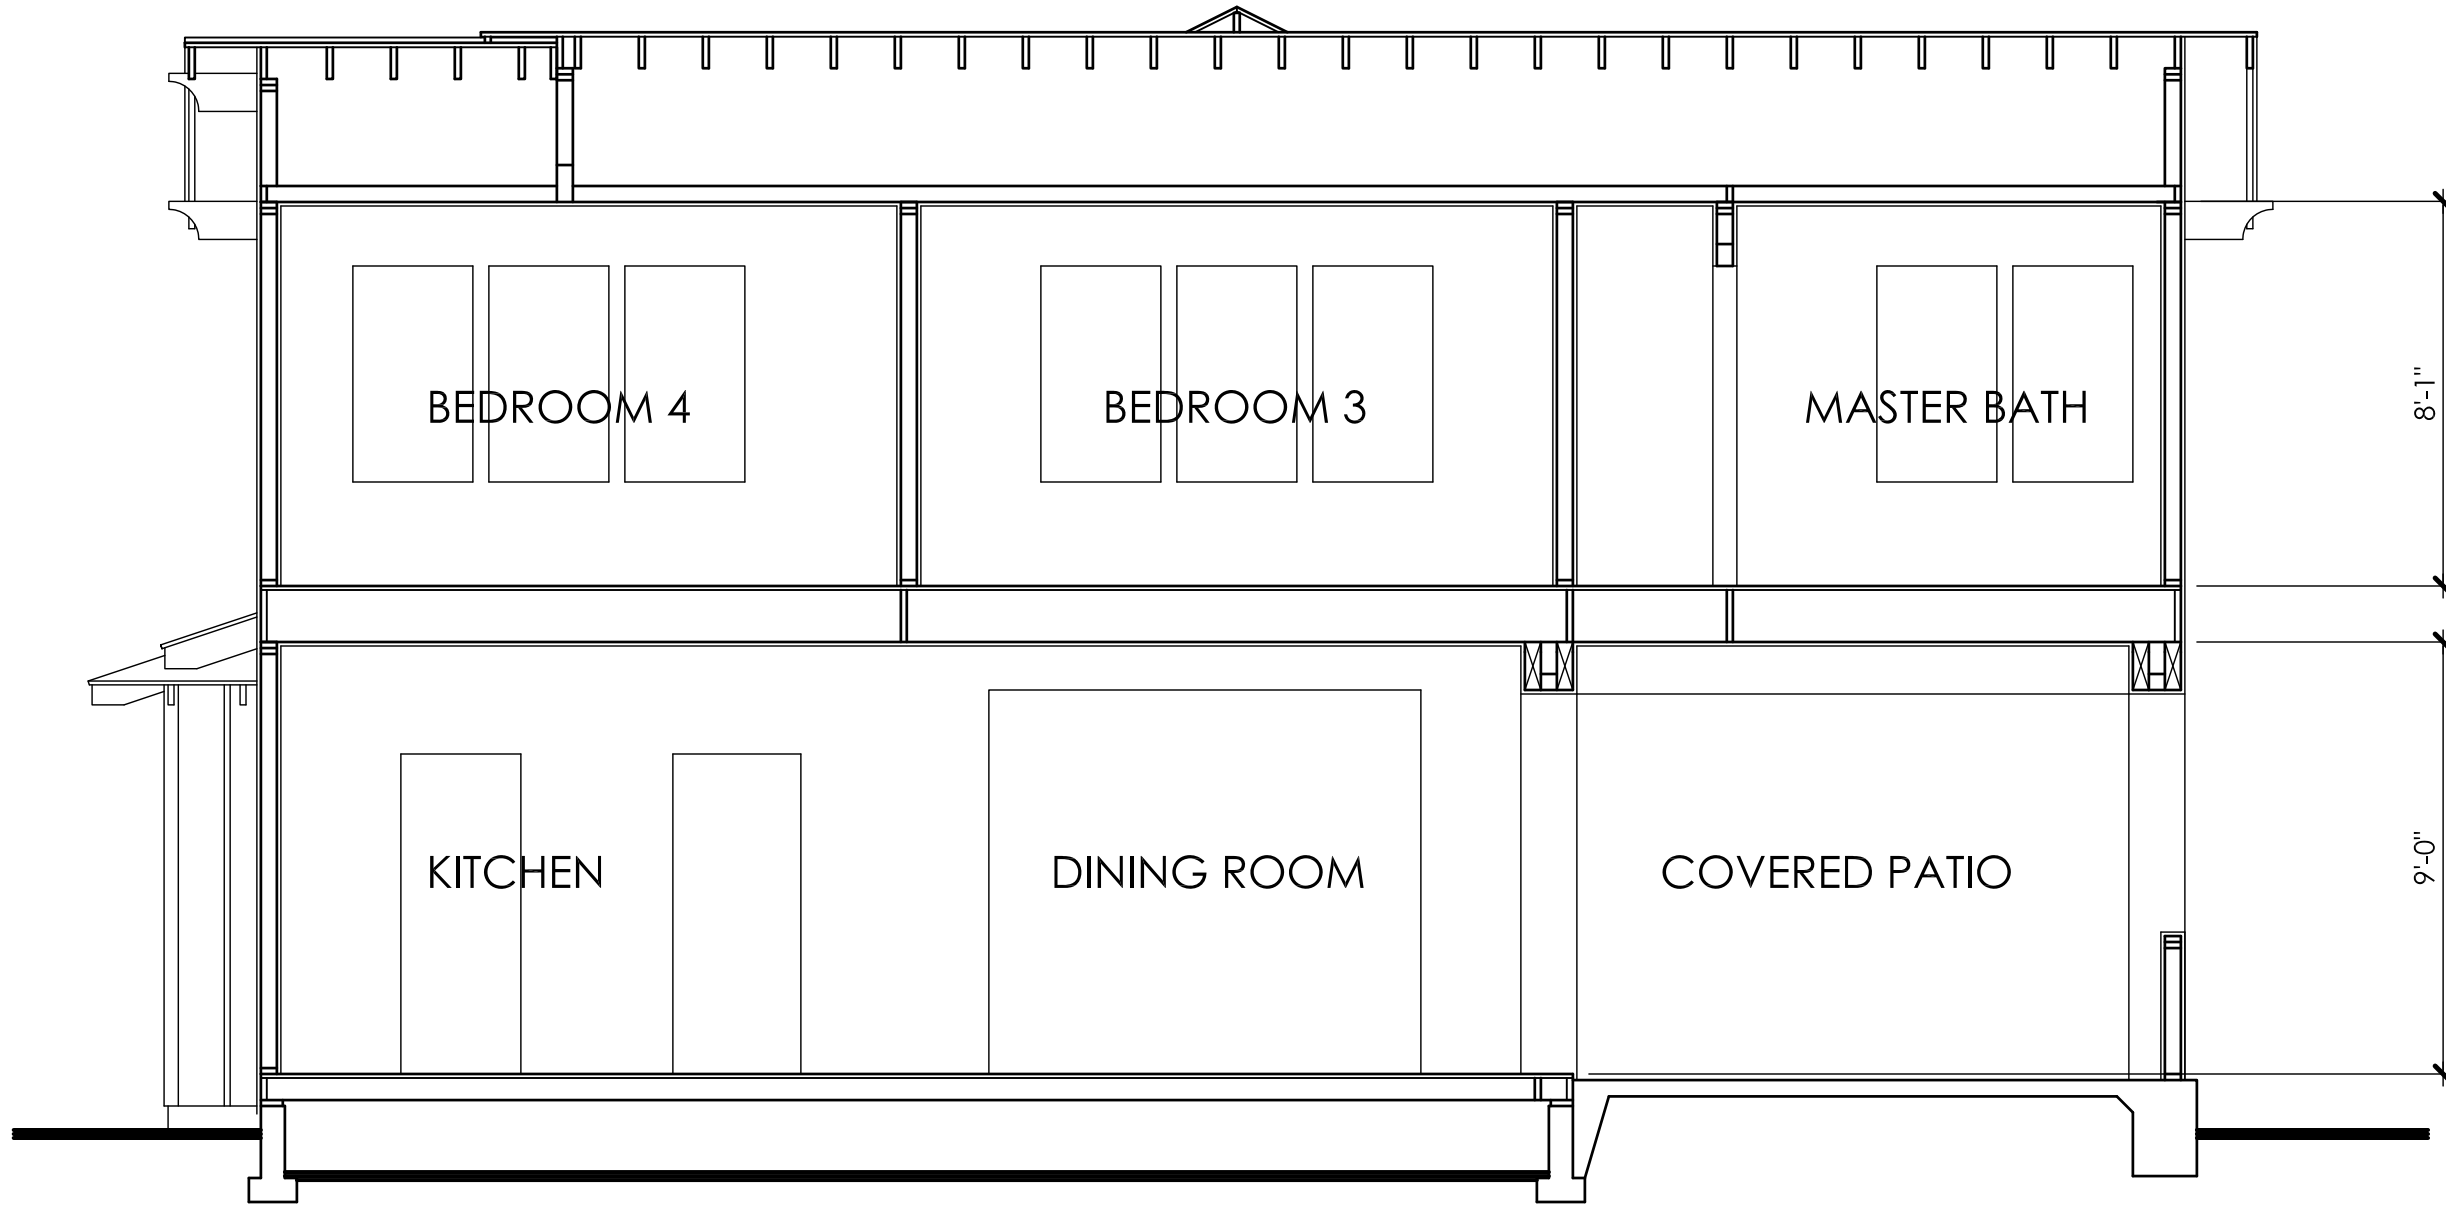 BEDROOM 4
BEDROOM 3
MASTER BATH
8'-1"
KITCHEN
DINING ROOM
COVERED PATIO
9'-0"